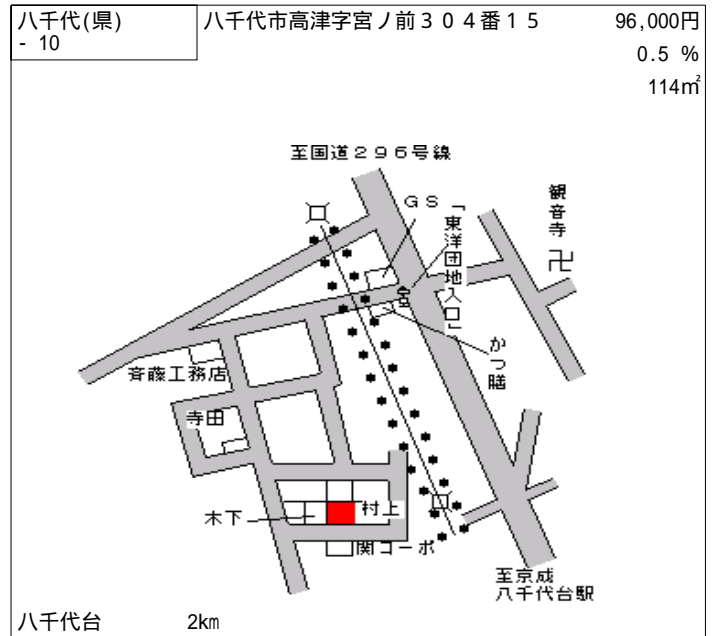 八千代(県)
- 10
八千代市高津字宮ノ前３０４番１５
96,000円
0.5 %
114㎡
至国道２９６号線
ＧＳ
「東洋団地入口」
観音寺
卍
かつ膳
斉藤工務店
寺田
木下
村上
関コーポ
至京成
八千代台駅
八千代台
2km